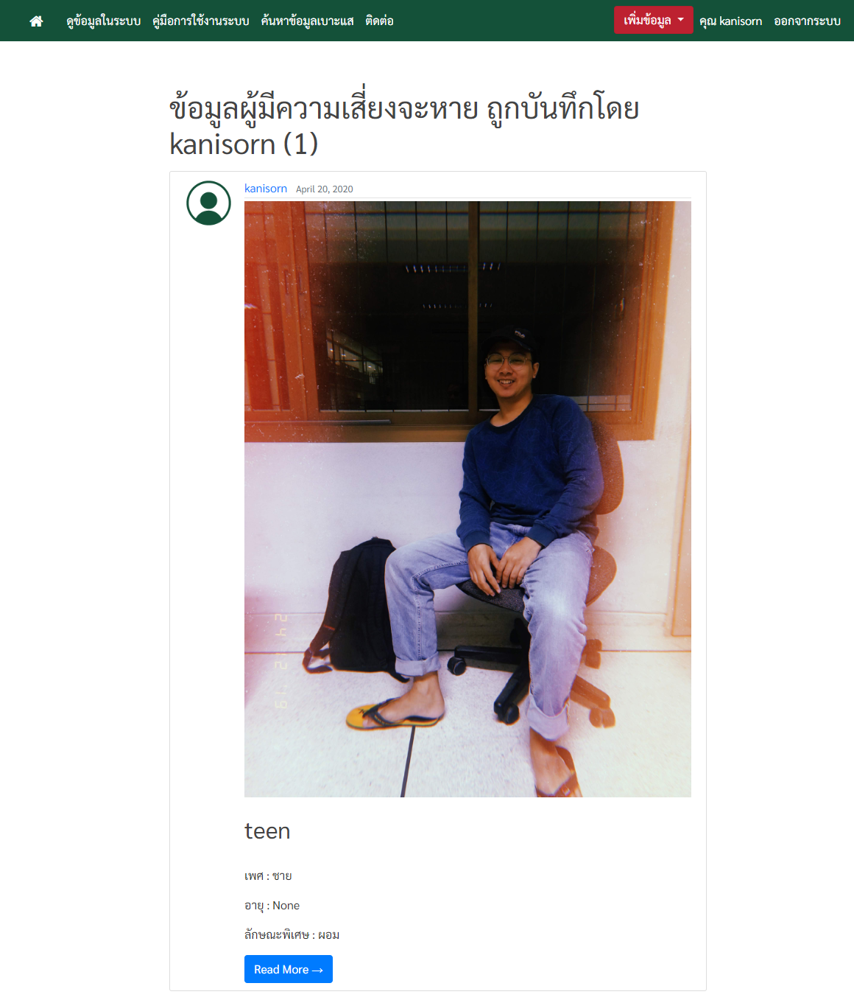 ดูข้อมูลในระบบ คู่มือการใช้งานระบบ ค้นหาข้อมูลเบาะแส ติดต่อ เพิ่มข้อมูล คุณ kanisorn ออกจากระบบ
ข้อมูลผู้มีความเสี่ยงจะหาย ถูกบันทึกโดย
kanisorn (1)
kanisorn April 20, 2020
24 12 '19
teen
เพศ : ชาย
อายุ : None
ลักษณะพิเศษ : ผอม
Read More →